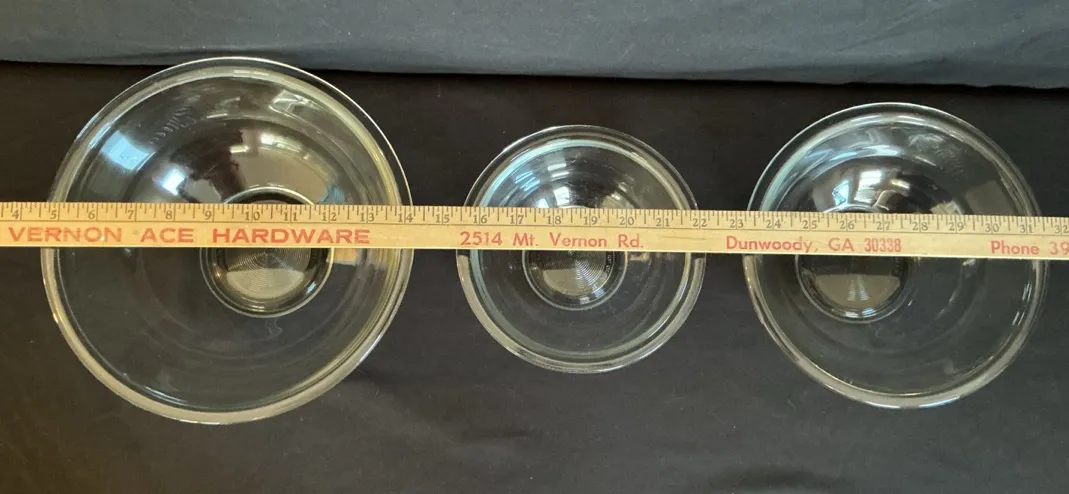 4 5 6 7 8 9 10 11 12 13 14 15 16 17 18 19 20 21 22 23 24 25 26 27 28 29 30 31 32
VERNON ACE HARDWARE 2514 Mt. Vernon Rd. Dunwoody, GA 30338 Phone 39